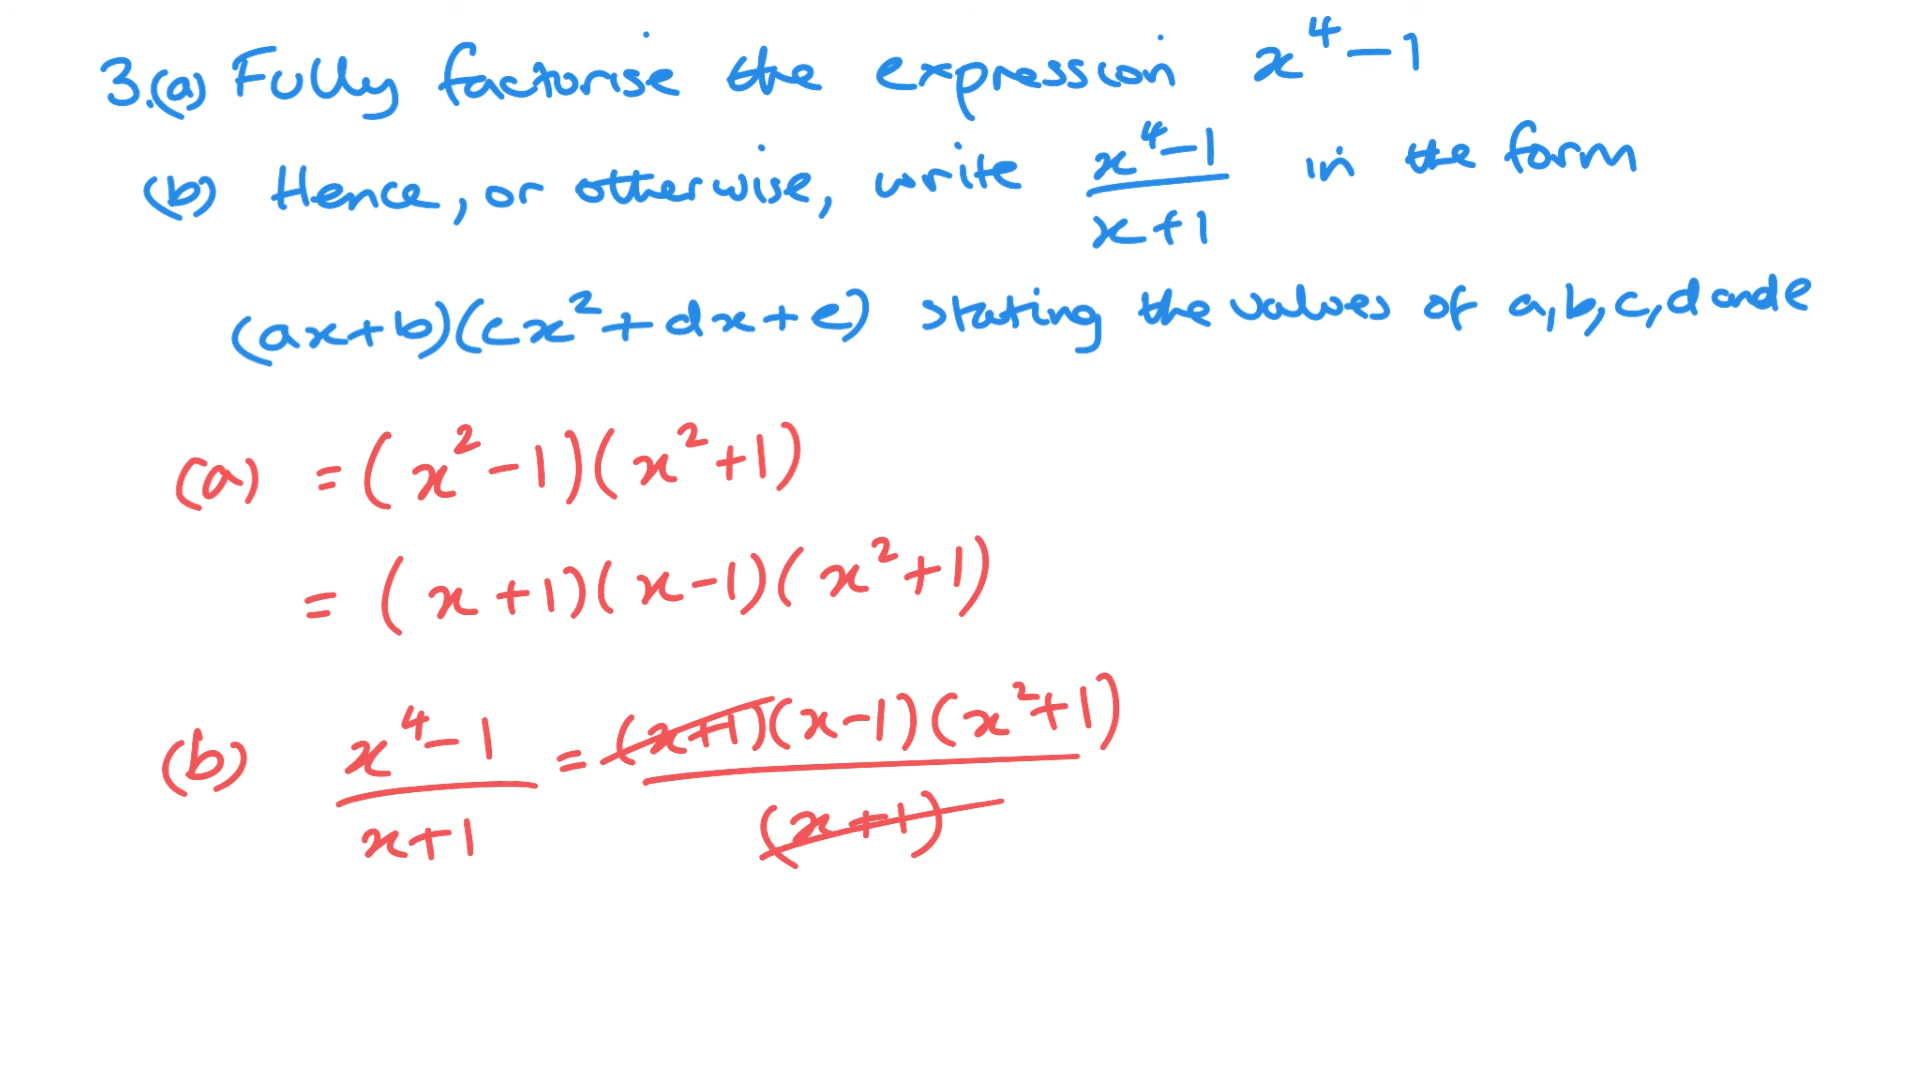 3.(a) Fully factorise the expression x⁴-1
(b) Hence, or otherwise, write (x⁴-1)/(x+1) in the form
(ax+b)(cx²+dx+e) stating the values of a,b,c,d and e
(a) =(x²-1)(x²+1)
=(x+1)(x-1)(x²+1)
(b) (x⁴-1)/(x+1) = (x+1)(x-1)(x²+1)/(x+1)